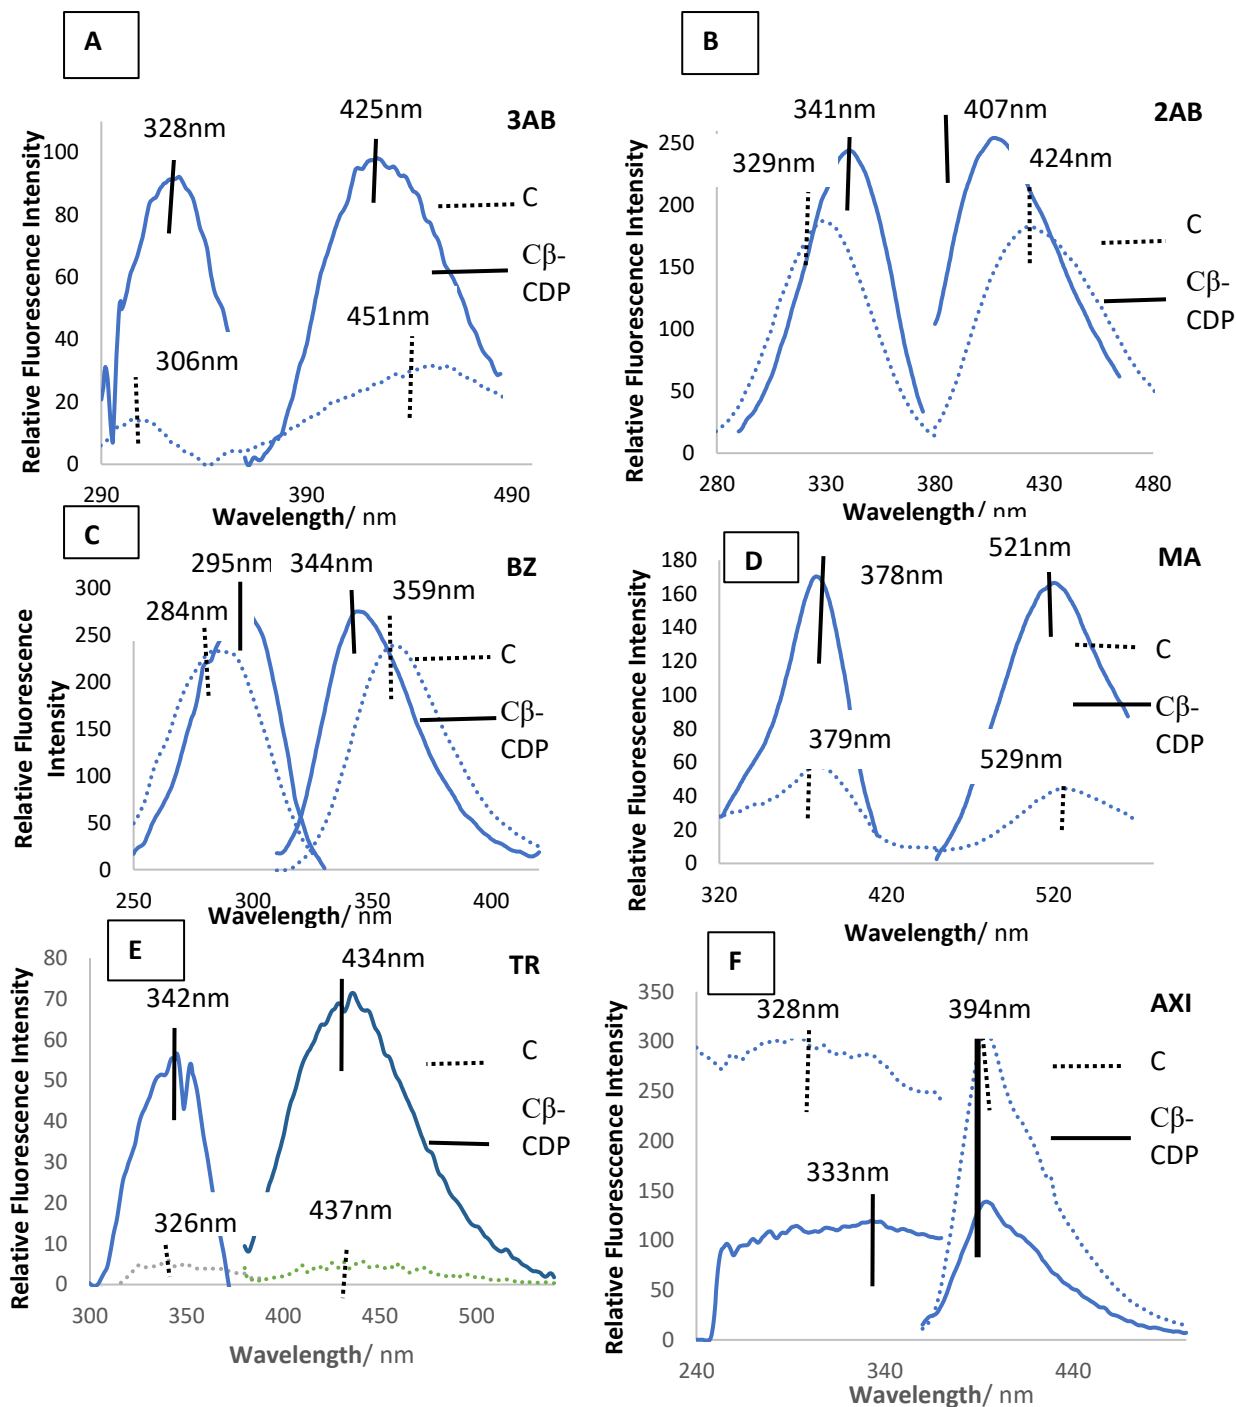 A
3AB
328nm
425nm
306nm
451nm
C
Cβ-
CDP
Relative Fluorescence Intensity
100
80
60
40
20
0
290
390
490
Wavelength/ nm
B
2AB
341nm
407nm
329nm
424nm
C
Cβ-
CDP
Relative Fluorescence Intensity
250
200
150
100
50
0
280
330
380
430
480
Wavelength/ nm
C
BZ
295nm
344nm
284nm
359nm
C
Cβ-
CDP
Relative Fluorescence
Intensity
300
250
200
150
100
50
0
250
300
350
400
Wavelength/ nm
D
MA
521nm
378nm
379nm
529nm
C
Cβ-
CDP
Relative Fluorescence Intensity
180
160
140
120
100
80
60
40
20
0
320
420
520
Wavelength/ nm
E
TR
434nm
342nm
326nm
437nm
C
Cβ-
CDP
Relative Fluorescence Intensity
80
70
60
50
40
30
20
10
0
300
350
400
450
500
Wavelength/ nm
F
AXI
328nm
394nm
333nm
C
Cβ-
CDP
Relative Fluoresccence Intensity
350
300
250
200
150
100
50
0
240
340
440
Wavelength/ nm